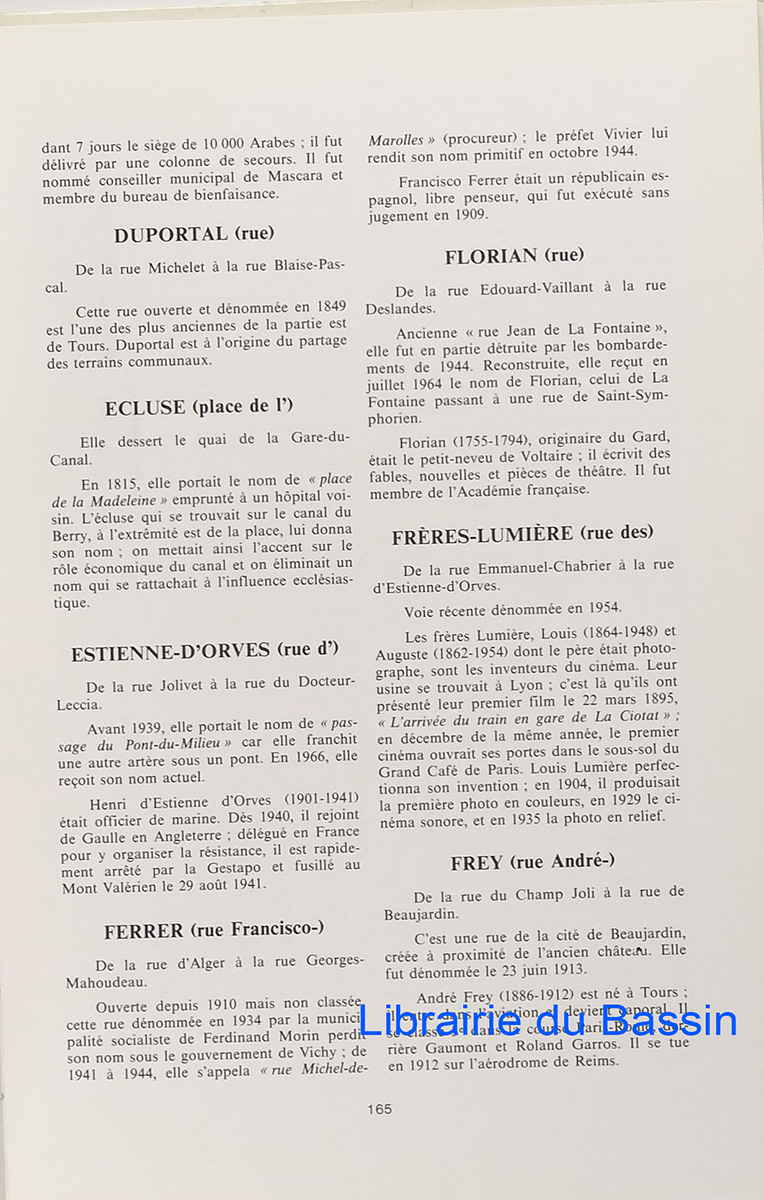 dant 7 jours le siège de 10 000 Arabes ; il fut
délivré par une colonne de secours. Il fut
nommé conseiller municipal de Mascara et
membre du bureau de bienfaisance.
DUPORTAL (rue)
De la rue Michelet à la rue Blaise-Pas-
cal.
Cette rue ouverte et dénommée en 1849
est l'une des plus anciennes de la partie est
de Tours. Duportal est à l'origine du partage
des terrains communaux.
ECLUSE (place de l')
Elle dessert le quai de la Gare-du-
Canal.
En 1815, elle portait le nom de « place
de la Madeleine » emprunté à un hôpital voi-
sin. L'écluse qui se trouvait sur le canal du
Berry, à l'extrêmité est de la place, lui donna
son nom ; on mettait ainsi l'accent sur le
rôle économique du canal et on éliminait un
nom qui se rattachait à l'influence ecclésias-
tique.
ESTIENNE-D'ORVES (rue d')
De la rue Jolivet à la rue du Docteur-
Leccia.
Avant 1939, elle portait le nom de « pas-
sage du Pont-du-Milieu » car elle franchit
une autre artère sous un pont. En 1966, elle
reçoit son nom actuel.
Henri d'Estienne d'Orves (1901-1941)
était officier de marine. Dès 1940, il rejoint
de Gaulle en Angleterre ; délégué en France
pour y organiser la résistance, il est rapide-
ment arrêté par la Gestapo et fusillé au
Mont Valérien le 29 août 1941.
FERRER (rue Francisco-)
De la rue d'Alger à la rue Georges-
Mahoudeau.
Ouverte depuis 1910 mais non classée,
cette rue dénommée en 1934 par la munici
palité socialiste de Ferdinand Morin perdit
son nom sous le gouvernement de Vichy ; de
1941 à 1944, elle s'appela « rue Michel-de-
Marolles » (procureur) ; le préfet Vivier lui
rendit son nom primitif en octobre 1944.
Francisco Ferrer était un républicain es-
pagnol, libre penseur, qui fut exécuté sans
jugement en 1909.
FLORIAN (rue)
De la rue Edouard-Vaillant à la rue
Deslandes.
Ancienne « rue Jean de La Fontaine »,
elle fut en partie détruite par les bombarde-
ments de 1944. Reconstruite, elle reçut en
juillet 1964 le nom de Florian, celui de La
Fontaine passant à une rue de Saint-Sym-
phorien.
Florian (1755-1794), originaire du Gard,
était le petit-neveu de Voltaire ; il écrivit des
fables, nouvelles et pièces de théâtre. Il fut
membre de l'Académie française.
FRÈRES-LUMIÈRE (rue des)
De la rue Emmanuel-Chabrier à la rue
d'Estienne-d'Orves.
Voie récente dénommée en 1954.
Les frères Lumière, Louis (1864-1948) et
Auguste (1862-1954) dont le père était photo-
graphe, sont les inventeurs du cinéma. Leur
usine se trouvait à Lyon ; c'est là qu'ils ont
présenté leur premier film le 22 mars 1895,
« L'arrivée du train en gare de La Ciotat » ;
en décembre de la même année, le premier
cinéma ouvrait ses portes dans le sous-sol du
Grand Café de Paris. Louis Lumière perfec-
tionna son invention ; en 1904, il produisait
la première photo en couleurs, en 1929 le ci-
néma sonore, et en 1935 la photo en relief.
FREY (rue André-)
De la rue du Champ Joli à la rue de
Beaujardin.
C'est une rue de la cité de Beaujardin,
créée à proximité de l'ancien château. Elle
fut dénommée le 23 juin 1913.
André Frey (1886-1912) est né à Tours ;
dans l'aviation devient caporal. Il
se classe dans course Paris-Rome
rière Gaumont et Roland Garros. Il se tue
en 1912 sur l'aérodrome de Reims.
Librairie du Bassin
165